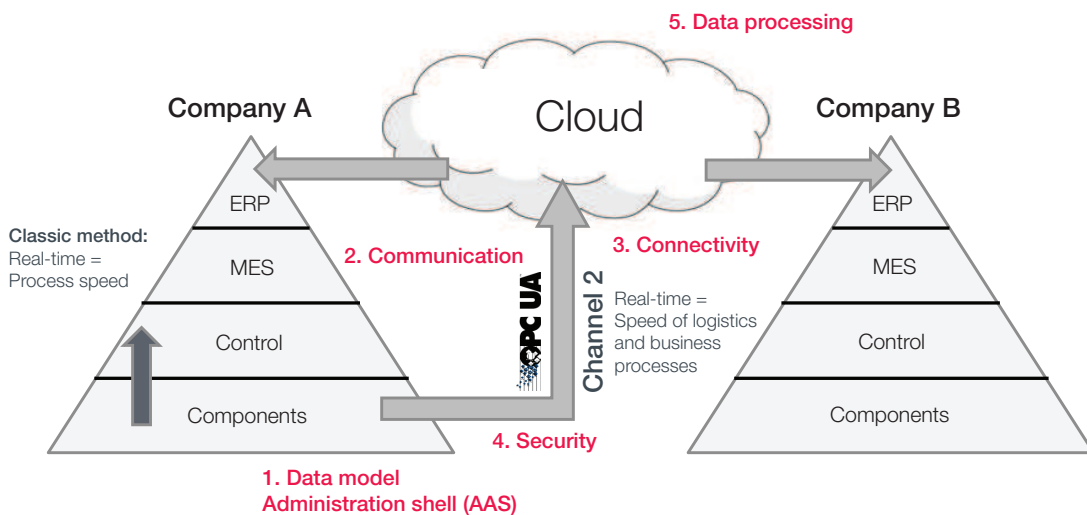 5. Data processing
Company A
Cloud
Company B
ERP
ERP
Classic method:
Real-time =
Process speed
MES
2. Communication
3. Connectivity
MES
OPC UA
Channel 2
Real-time =
Speed of logistics
and business
processes
Control
Control
Components
Components
4. Security
1. Data model
Administration shell (AAS)